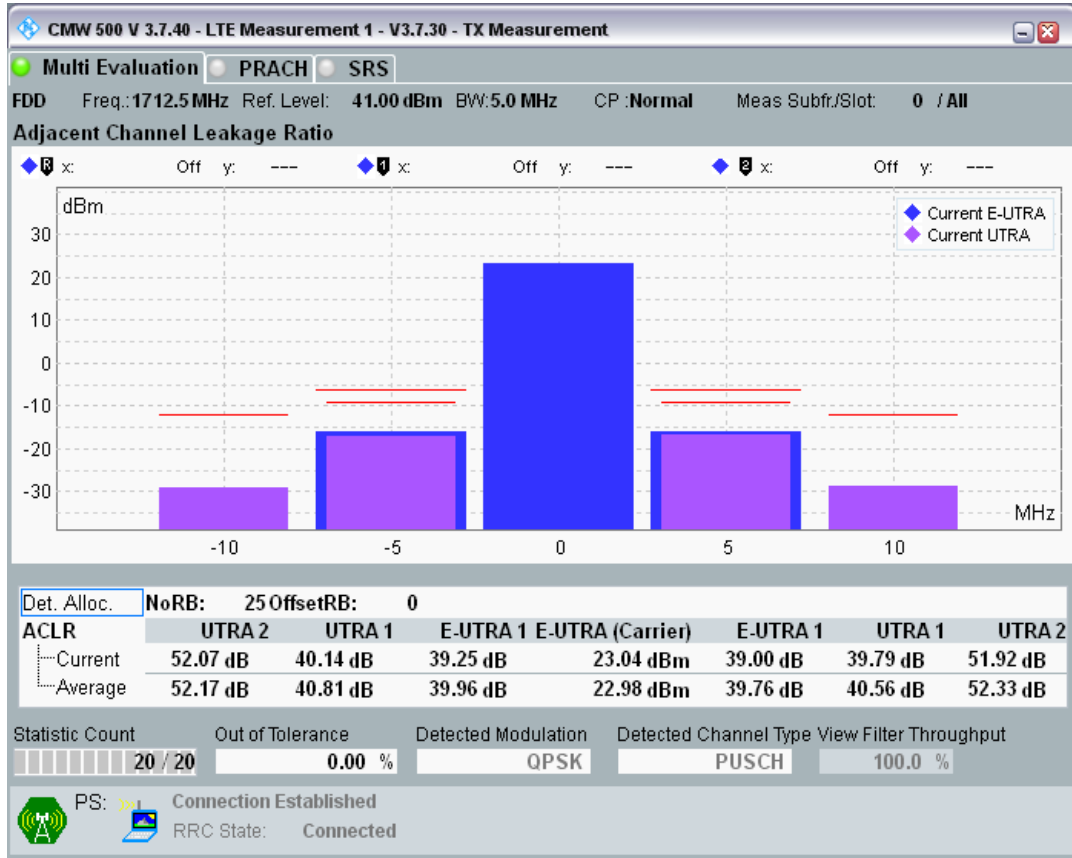 CMW 500 V 3.7.40 - LTE Measurement 1 - V3.7.30 - TX Measurement
Multi Evaluation PRACH SRS
FDD Freq.: 1712.5 MHz Ref. Level: 41.00 dBm BW: 5.0 MHz CP : Normal Meas Subfr./Slot: 0 / All
Adjacent Channel Leakage Ratio
R x: Off y: --- 1 x: Off y: --- 2 x: Off y: ---
dBm
Current E-UTRA
Current UTRA
30
20
10
0
-10
-20
-30
MHz
-10 -5 0 5 10
Det. Alloc. NoRB: 25 OffsetRB: 0
ACLR UTRA 2 UTRA 1 E-UTRA 1 E-UTRA (Carrier) E-UTRA 1 UTRA 1 UTRA 2
Current 52.07 dB 40.14 dB 39.25 dB 23.04 dBm 39.00 dB 39.79 dB 51.92 dB
Average 52.17 dB 40.81 dB 39.96 dB 22.98 dBm 39.76 dB 40.56 dB 52.33 dB
Statistic Count Out of Tolerance Detected Modulation Detected Channel Type View Filter Throughput
20 / 20 0.00 % QPSK PUSCH 100.0 %
PS: Connection Established
RRC State: Connected